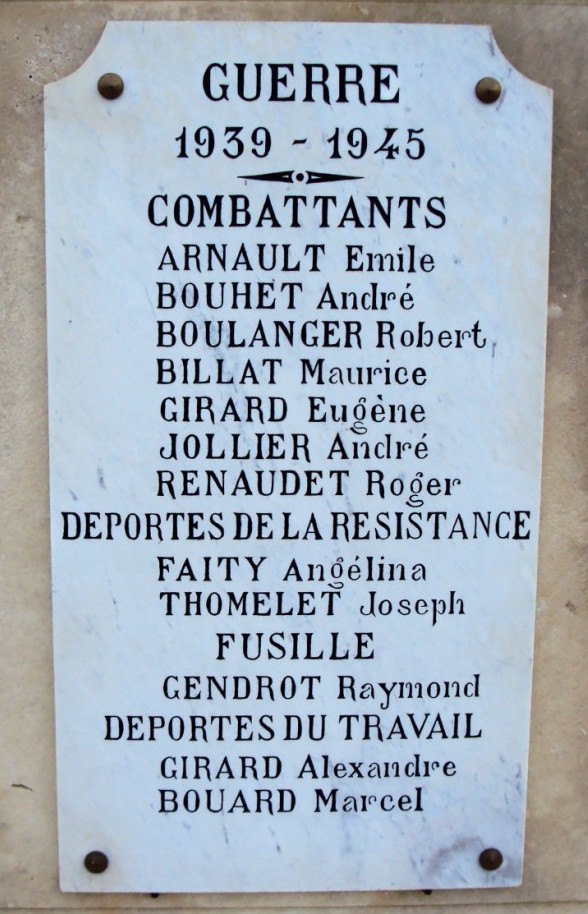 GUERRE
1939 - 1945
COMBATTANTS
ARNAULT Emile
BOUHET André
BOULANGER Robert
BILLAT Maurice
GIRARD Eugène
JOLLIER André
RENAUDET Roger
DEPORTES DE LA RESISTANCE
FAITY Angélina
THOMELET Joseph
FUSILLE
GENDROT Raymond
DEPORTES DU TRAVAIL
GIRARD Alexandre
BOUARD Marcel